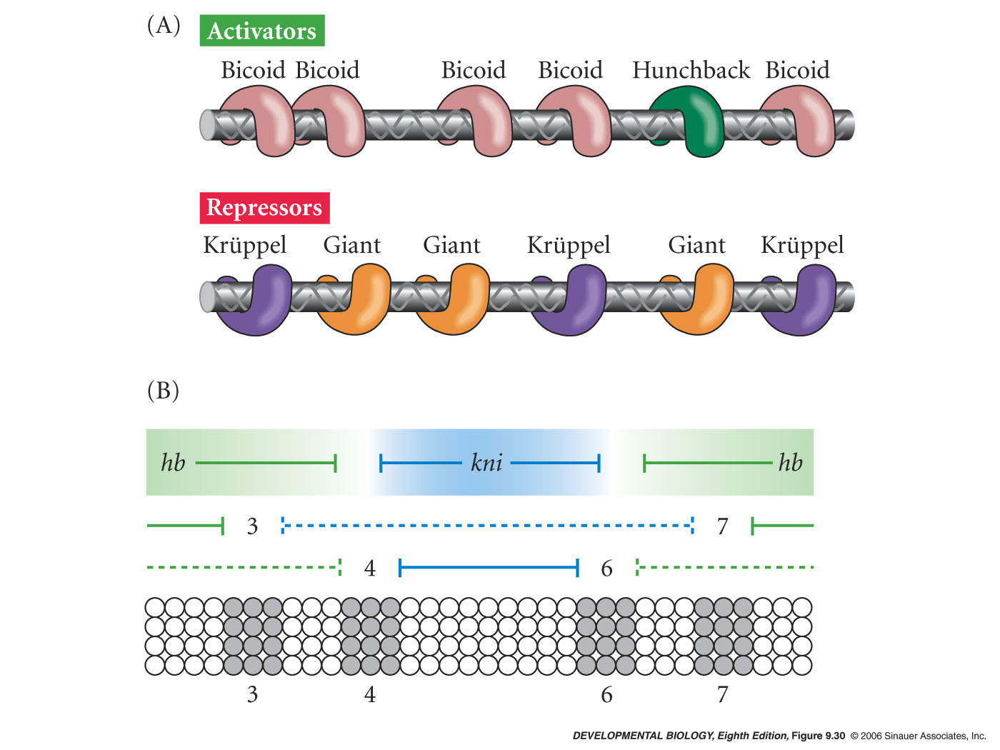 (A)
Activators
Bicoid Bicoid Bicoid Bicoid Hunchback Bicoid
Repressors
Krüppel Giant Giant Krüppel Giant Krüppel
(B)
hb kni hb
3 7
4 6
3 4 6 7
DEVELOPMENTAL BIOLOGY, Eighth Edition, Figure 9.30 © 2006 Sinauer Associates, Inc.